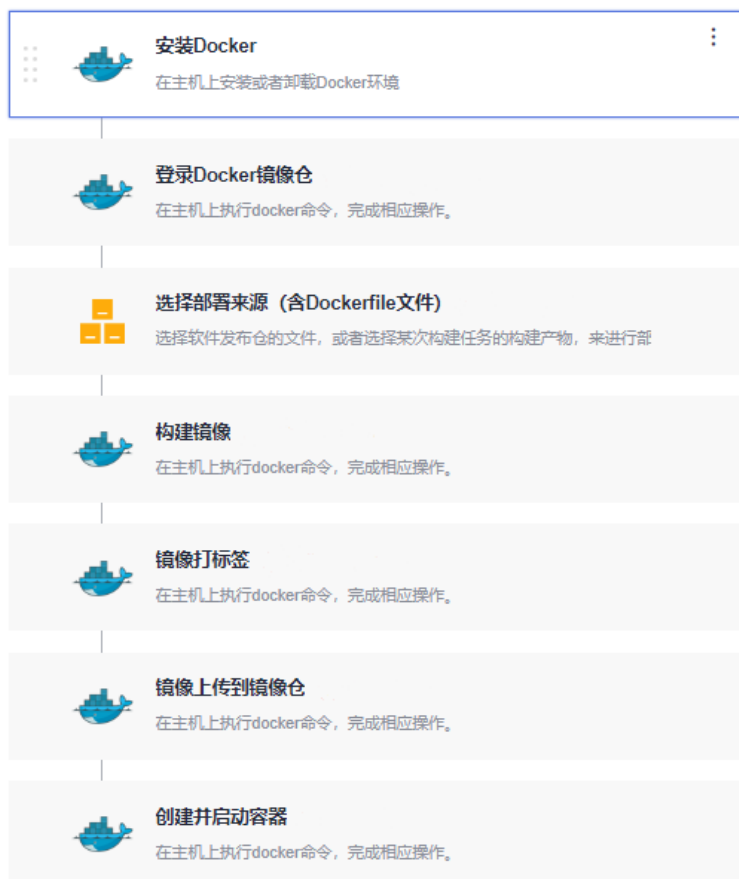 安装Docker
在主机上安装或者卸载Docker环境
登录Docker镜像仓
在主机上执行docker命令，完成相应操作。
选择部署来源（含Dockerfile文件）
选择软件发布仓的文件，或者选择某次构建任务的构建产物，来进行部
构建镜像
在主机上执行docker命令，完成相应操作。
镜像打标签
在主机上执行docker命令，完成相应操作。
镜像上传到镜像仓
在主机上执行docker命令，完成相应操作。
创建并启动容器
在主机上执行docker命令，完成相应操作。